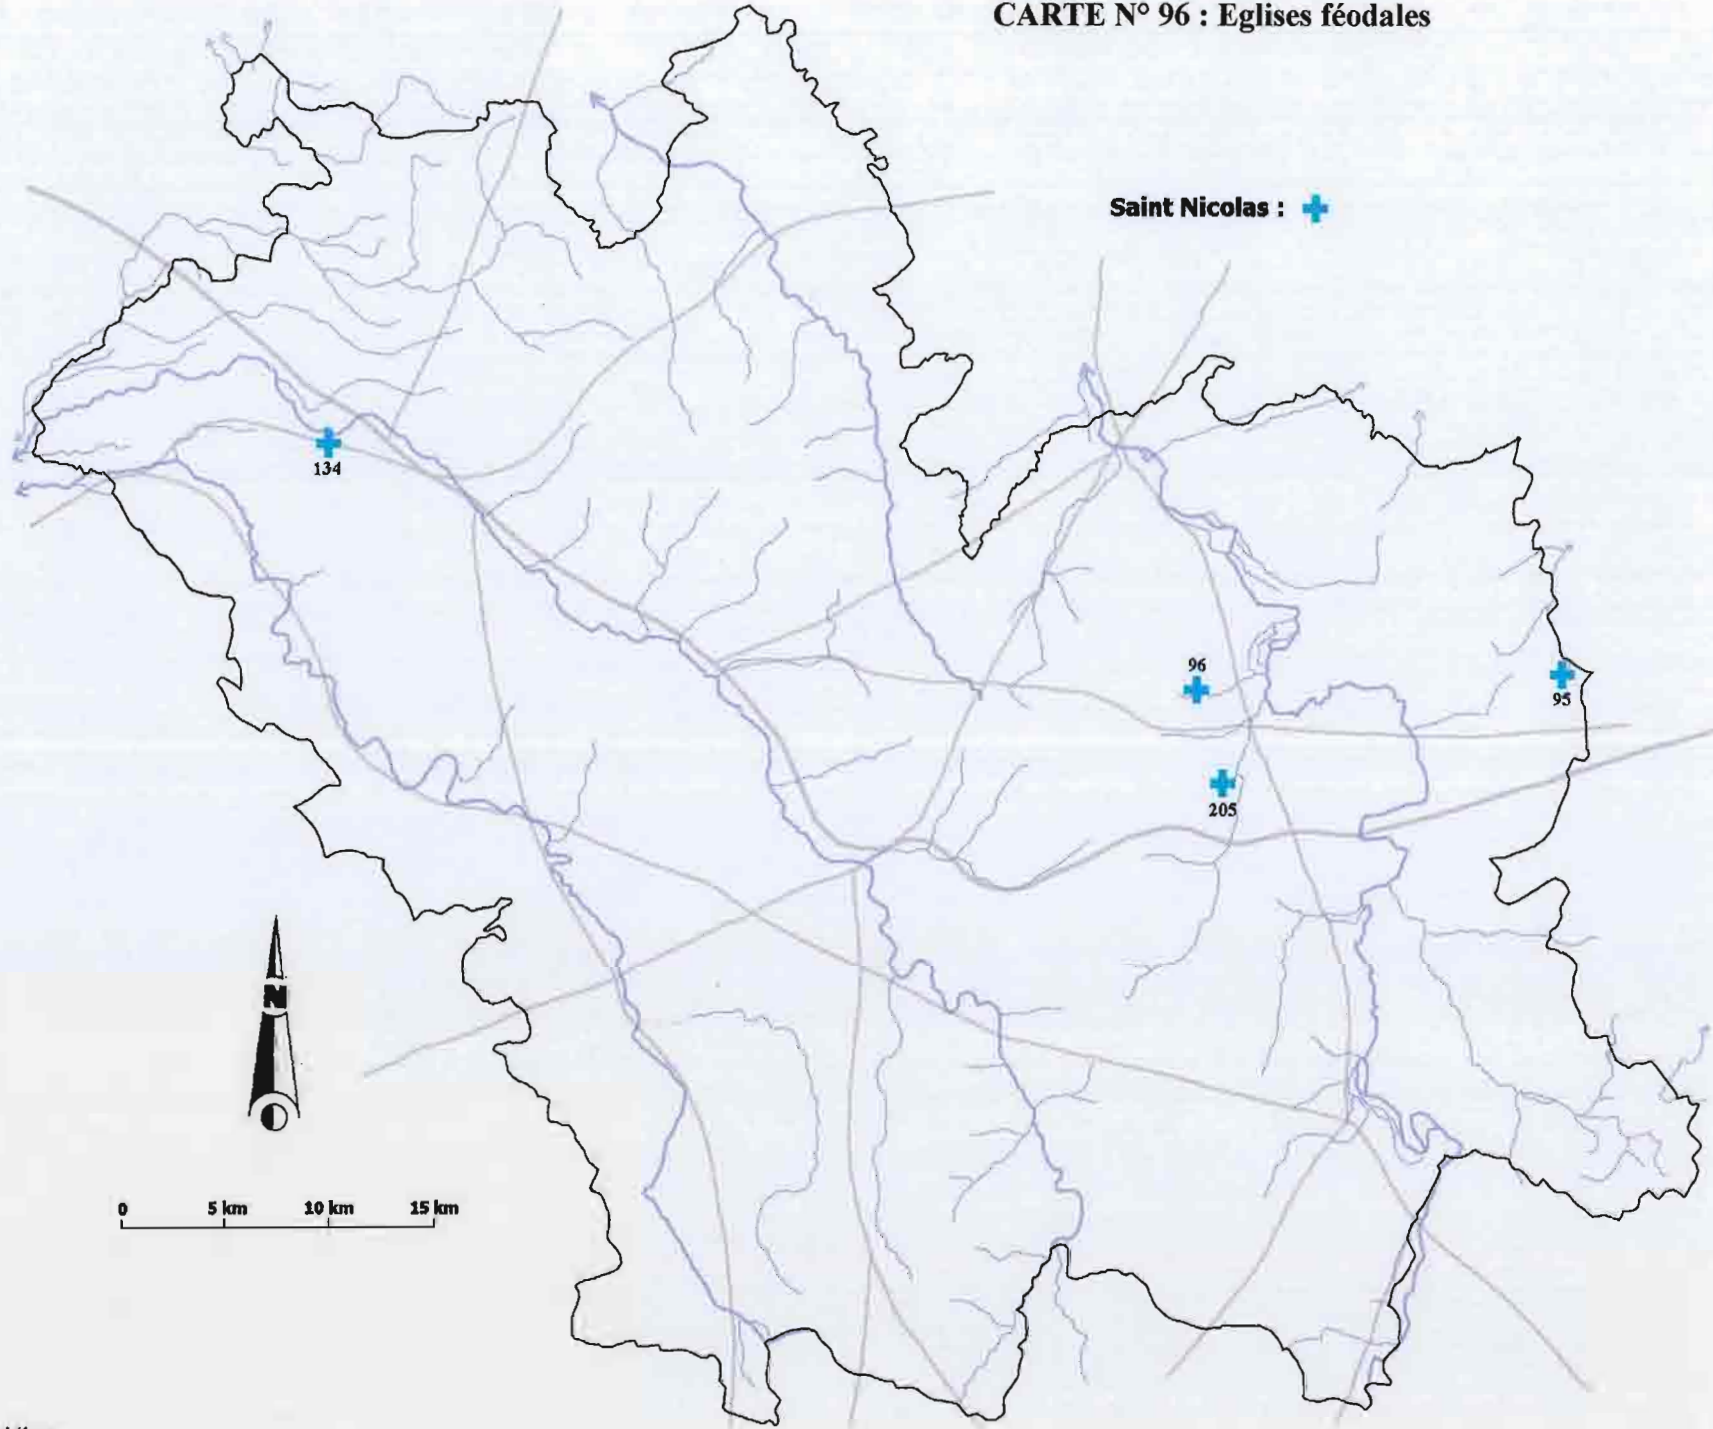 CARTE N° 96 : Eglises féodales
Saint Nicolas :
134
96
95
205
N
0 5 km 10 km 15 km